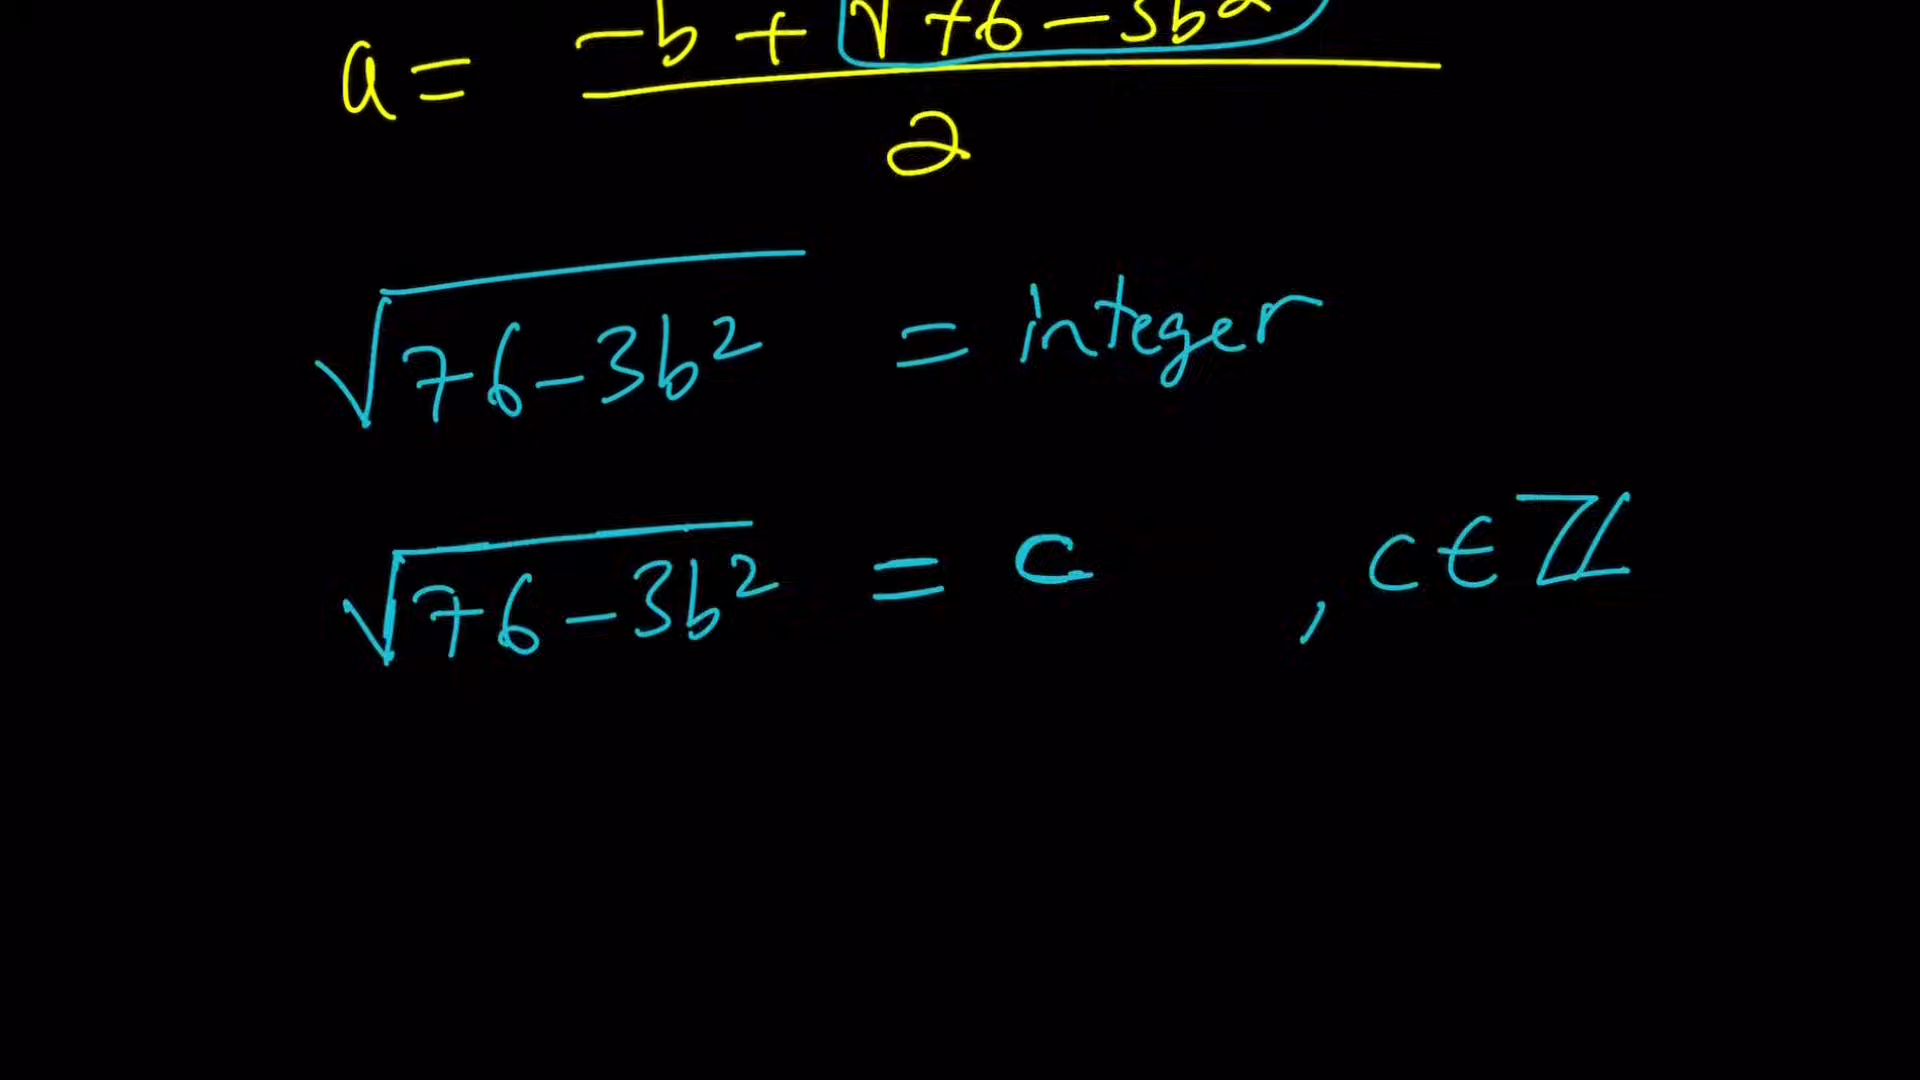 a = (-b + √76-3b²) / 2
√76-3b² = integer
√76-3b² = c , c ∈ ℤ